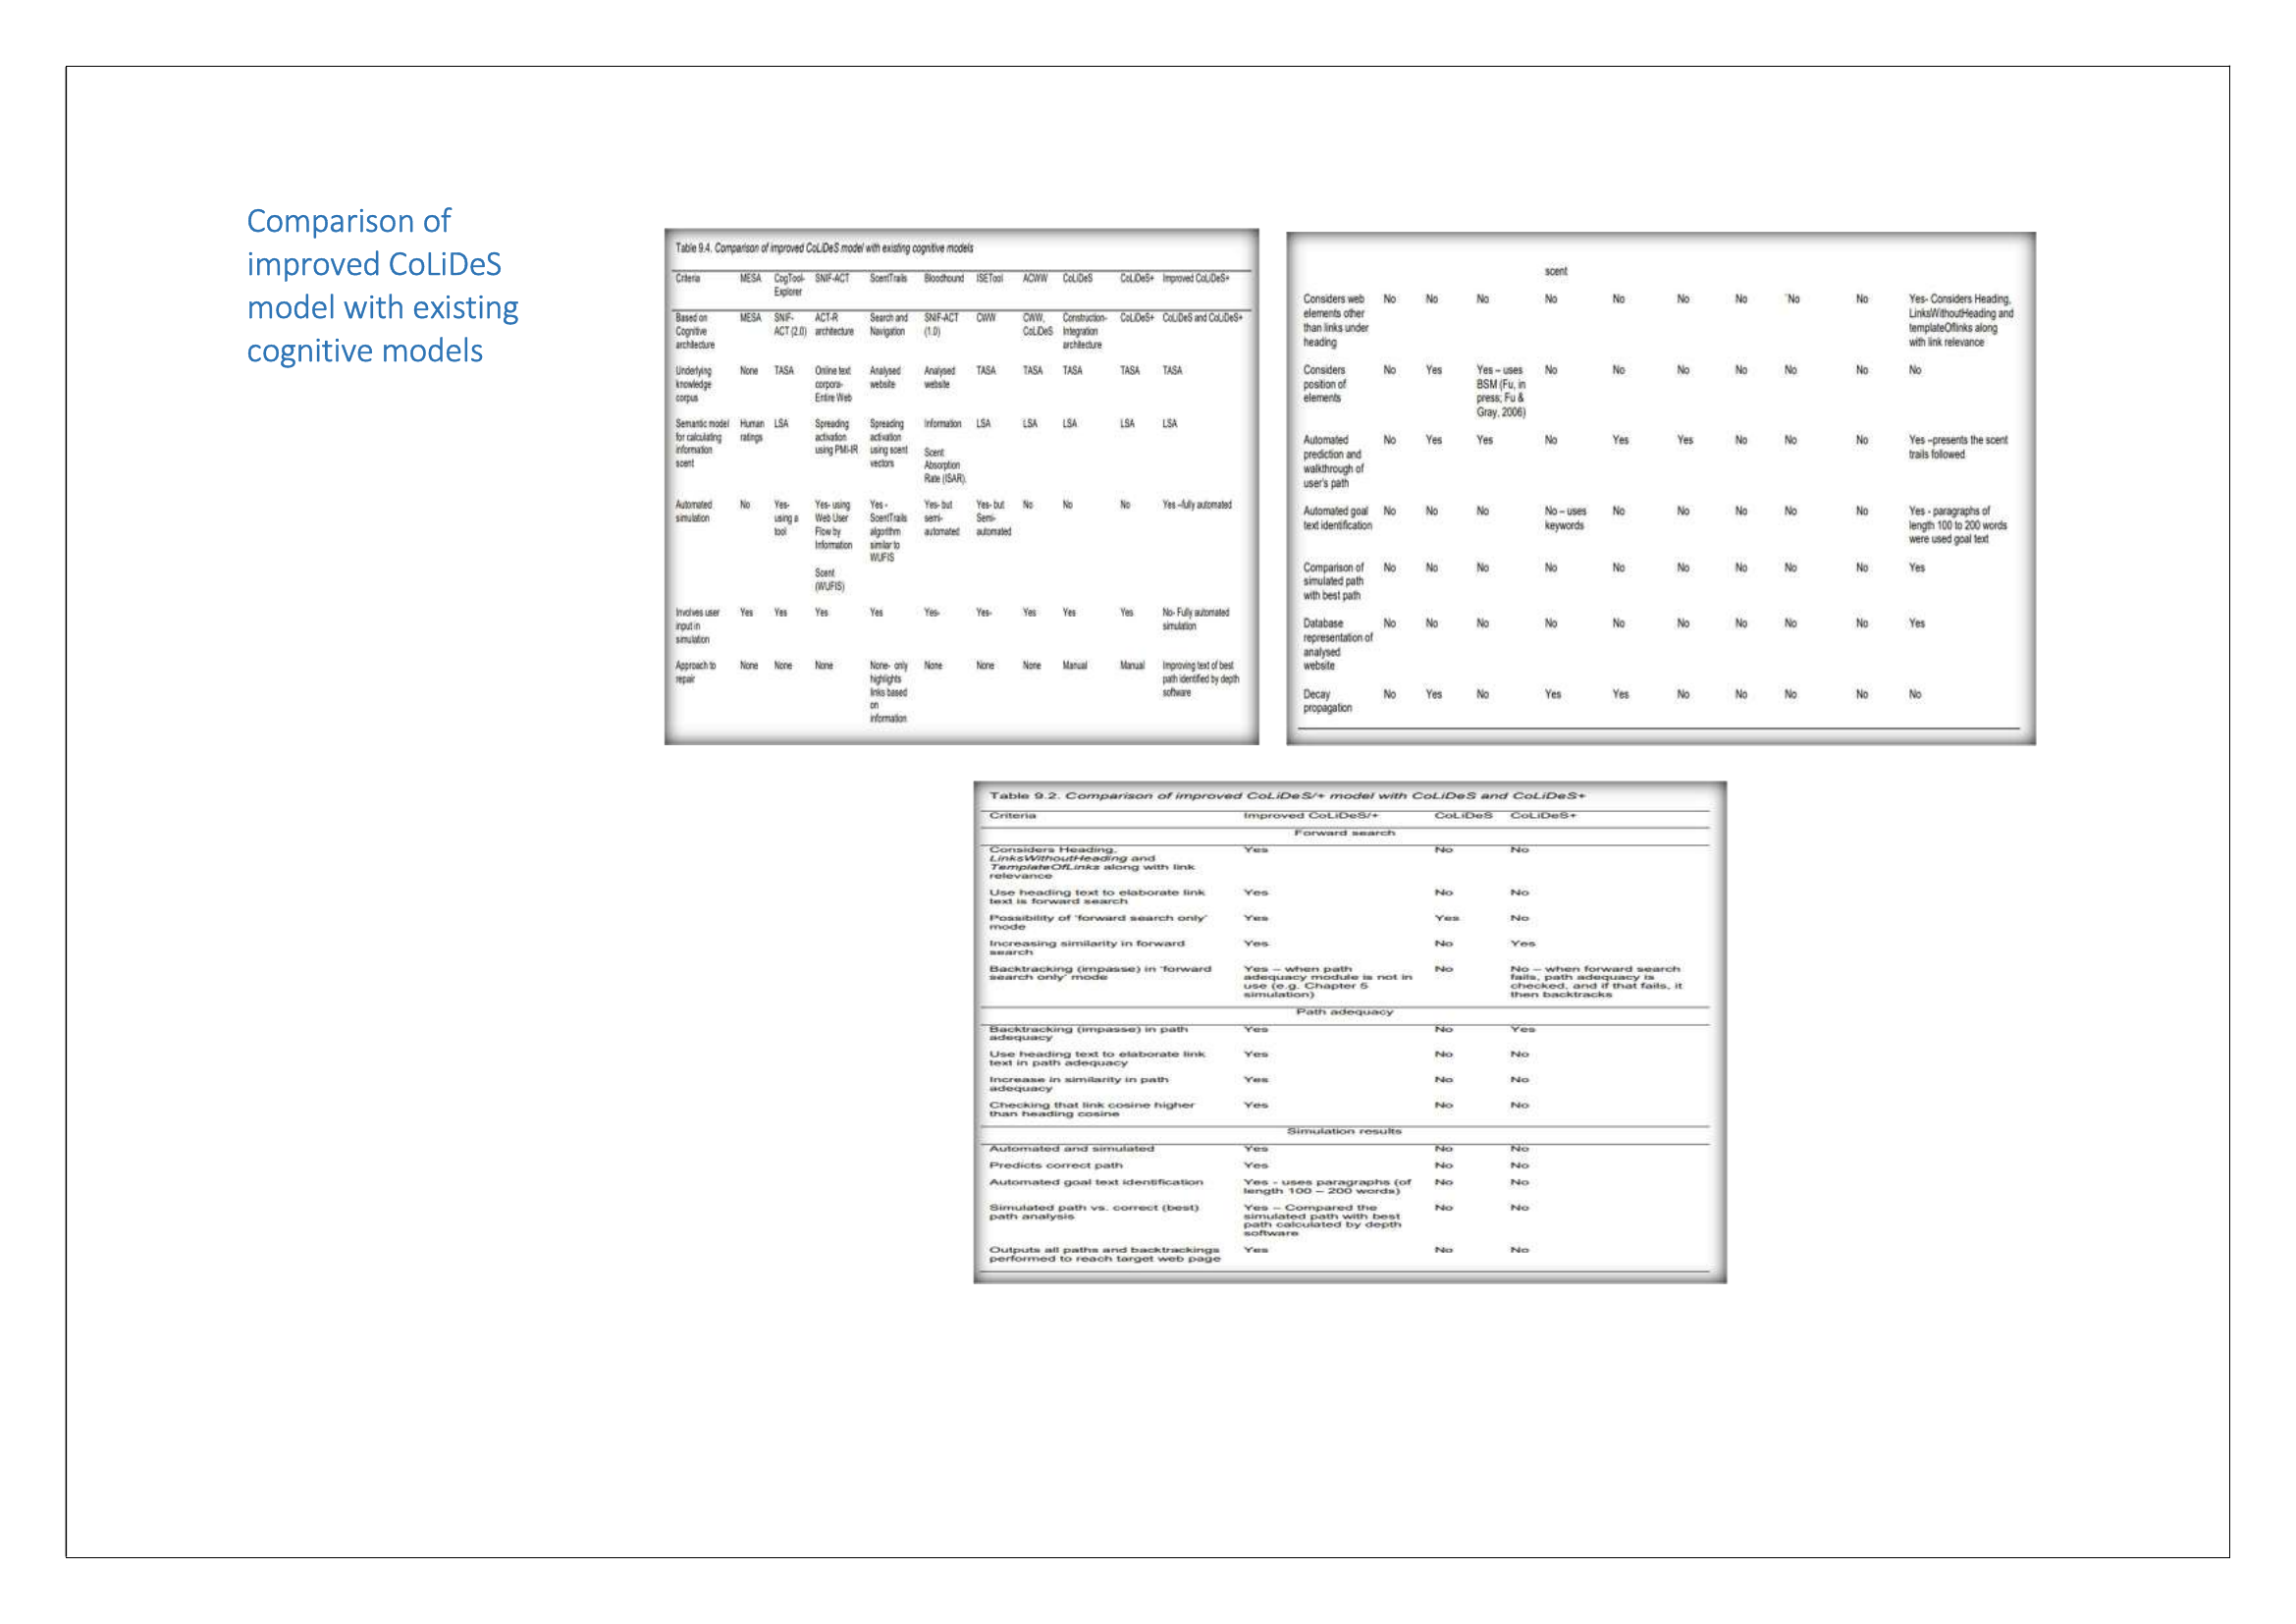 Comparison of
improved CoLiDeS
model with existing
cognitive models
Table 9.4. Comparison of improved CoLiDeS model with existing cognitive models
Criteria MESA CogTool- SNIF-ACT ScentTrails Bloodhound ISETool ACWW CoLiDeS CoLiDeS+ Improved CoLiDeS+
Explorer
Based on MESA SNIF- ACT-R Search and SNIF-ACT CWW CWW, Construction- CoLiDeS+ CoLiDeS and CoLiDeS+
Cognitive ACT (2.0) architecture Navigation (1.0) CoLiDeS Integration
architecture architecture
Underlying None TASA Online text Analysed Analysed TASA TASA TASA TASA TASA
knowledge corpora- website website
corpus Entire Web
Semantic model Human LSA Spreading Spreading Information LSA LSA LSA LSA LSA
for calculating ratings activation activation
information using PMI-IR using scent Scent
scent vectors Absorption
Rate (ISAR).
Automated No Yes- Yes- using Yes - Yes- but Yes- but No No No Yes –fully automated
simulation using a Web User ScentTrails semi- Semi-
tool Flow by algorithm automated automated
Information similar to
WUFIS
Scent
(WUFIS)
Involves user Yes Yes Yes Yes Yes- Yes- Yes Yes Yes No- Fully automated
input in simulation
simulation
Approach to None None None None- only None None None Manual Manual Improving text of best
repair highlights path identified by depth
links based software
on
information
scent
Considers web No No No No No No No `No No Yes- Considers Heading,
elements other LinksWithoutHeading and
than links under templateOflinks along
heading with link relevance
Considers No Yes Yes – uses No No No No No No No
position of BSM (Fu, in
elements press; Fu &
Gray, 2006)
Automated No Yes Yes No Yes Yes No No No Yes –presents the scent
prediction and trails followed
walkthrough of
user's path
Automated goal No No No No – uses No No No No No Yes - paragraphs of
text identification keywords length 100 to 200 words
were used goal text
Comparison of No No No No No No No No No Yes
simulated path
with best path
Database No No No No No No No No No Yes
representation of
analysed
website
Decay No Yes No Yes Yes No No No No No
propagation
Table 9.2. Comparison of improved CoLiDeS/+ model with CoLiDeS and CoLiDeS+
Criteria Improved CoLiDeS/+ CoLiDeS CoLiDeS+
Forward search
Considers Heading, Yes No No
LinksWithoutHeading and
TemplateOfLinks along with link
relevance
Use heading text to elaborate link Yes No No
text is forward search
Possibility of 'forward search only' Yes Yes No
mode
Increasing similarity in forward Yes No Yes
search
Backtracking (impasse) in 'forward Yes – when path No No – when forward search
search only' mode adequacy module is not in fails, path adequacy is
use (e.g. Chapter 5 checked, and if that fails, it
simulation) then backtracks
Path adequacy
Backtracking (impasse) in path Yes No Yes
adequacy
Use heading text to elaborate link Yes No No
text in path adequacy
Increase in similarity in path Yes No No
adequacy
Checking that link cosine higher Yes No No
than heading cosine
Simulation results
Automated and simulated Yes No No
Predicts correct path Yes No No
Automated goal text identification Yes - uses paragraphs (of No No
length 100 – 200 words)
Simulated path vs. correct (best) Yes – Compared the No No
path analysis simulated path with best
path calculated by depth
software
Outputs all paths and backtrackings Yes No No
performed to reach target web page